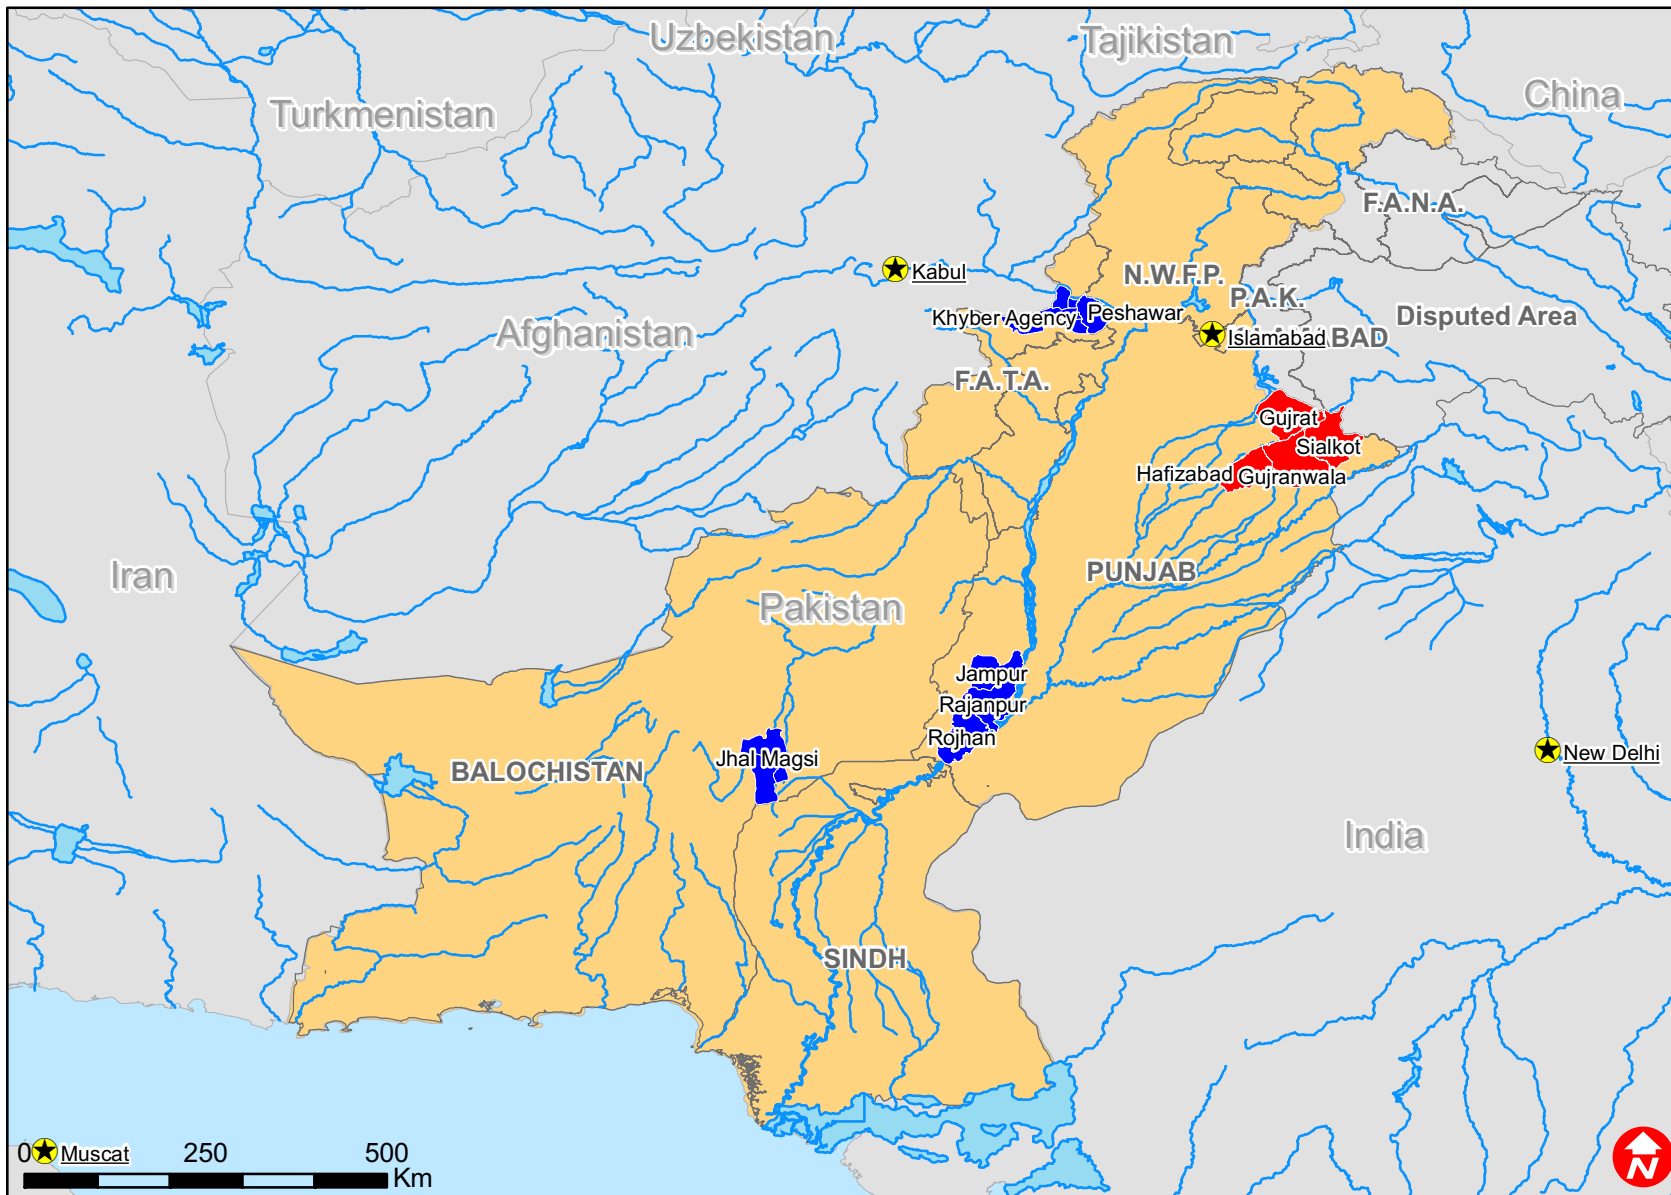 Uzbekistan
Tajikistan
China
Turkmenistan
F.A.N.A.
Kabul
N.W.F.P.
P.A.K.
Khyber Agency
Peshawar
Disputed Area
Afghanistan
Islamabad
ABAD
F.A.T.A.
Gujrat
Sialkot
Hafizabad
Gujranwala
Iran
PUNJAB
Pakistan
Jampur
Rajanpur
Rojhan
Jhal Magsi
New Delhi
BALOCHISTAN
India
SINDH
0
Muscat
250
500
Km
N